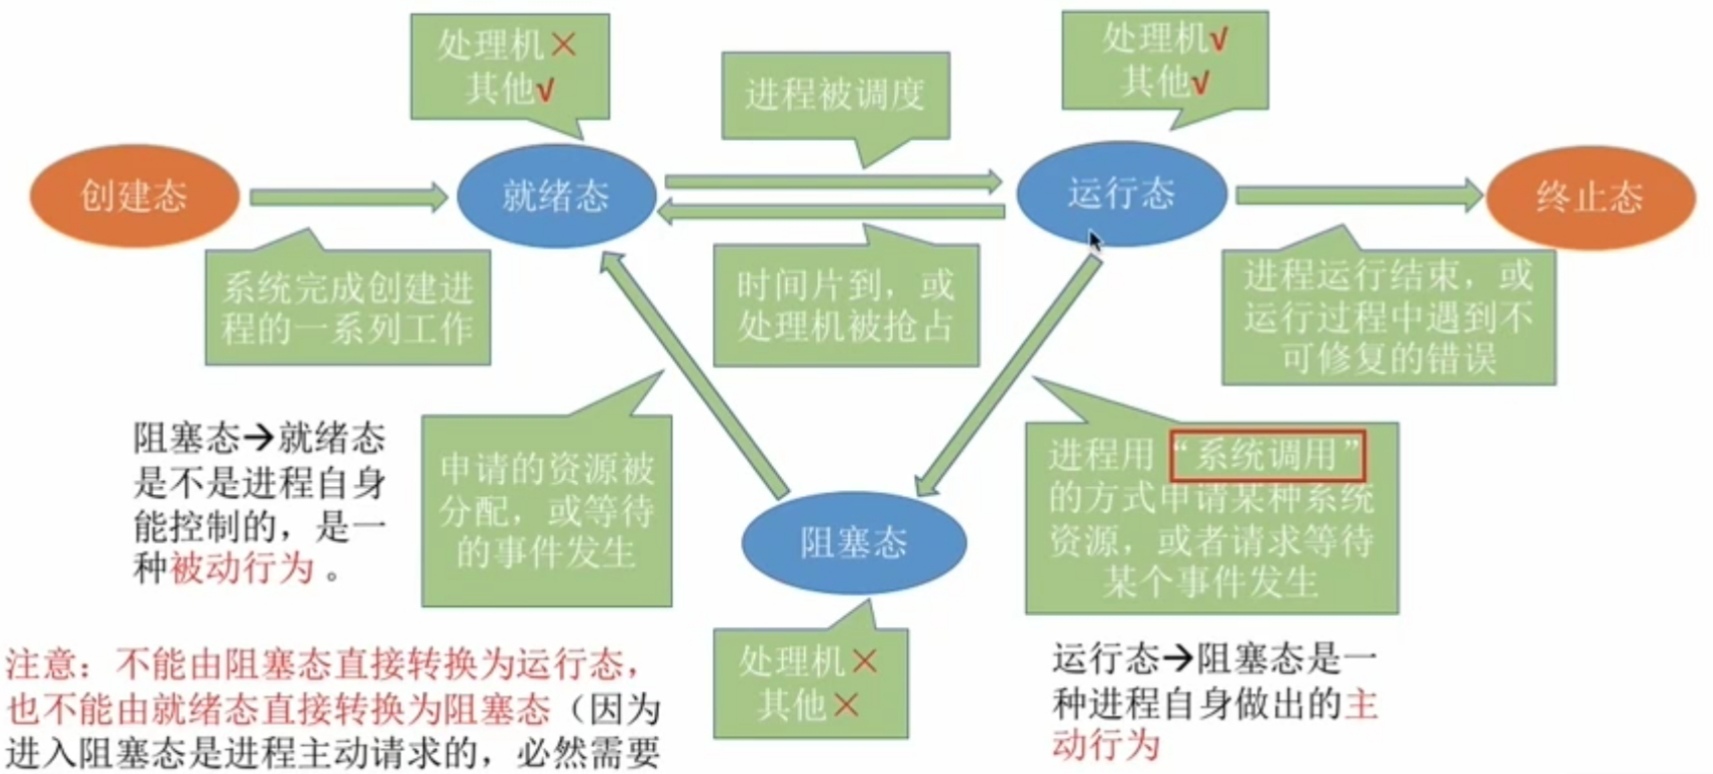 处理机×
其他√
进程被调度
处理机√
其他√
创建态
就绪态
运行态
终止态
系统完成创建进
程的一系列工作
时间片到，或
处理机被抢占
进程运行结束，或
运行过程中遇到不
可修复的错误
阻塞态→就绪态
是不是进程自身
能控制的，是一
种被动行为。
申请的资源被
分配，或等待
的事件发生
进程用“系统调用”
的方式申请某种系统
资源，或者请求等待
某个事件发生
阻塞态
处理机×
其他×
运行态→阻塞态是一
种进程自身做出的主
动行为
注意：不能由阻塞态直接转换为运行态，
也不能由就绪态直接转换为阻塞态（因为
进入阻塞态是进程主动请求的，必然需要